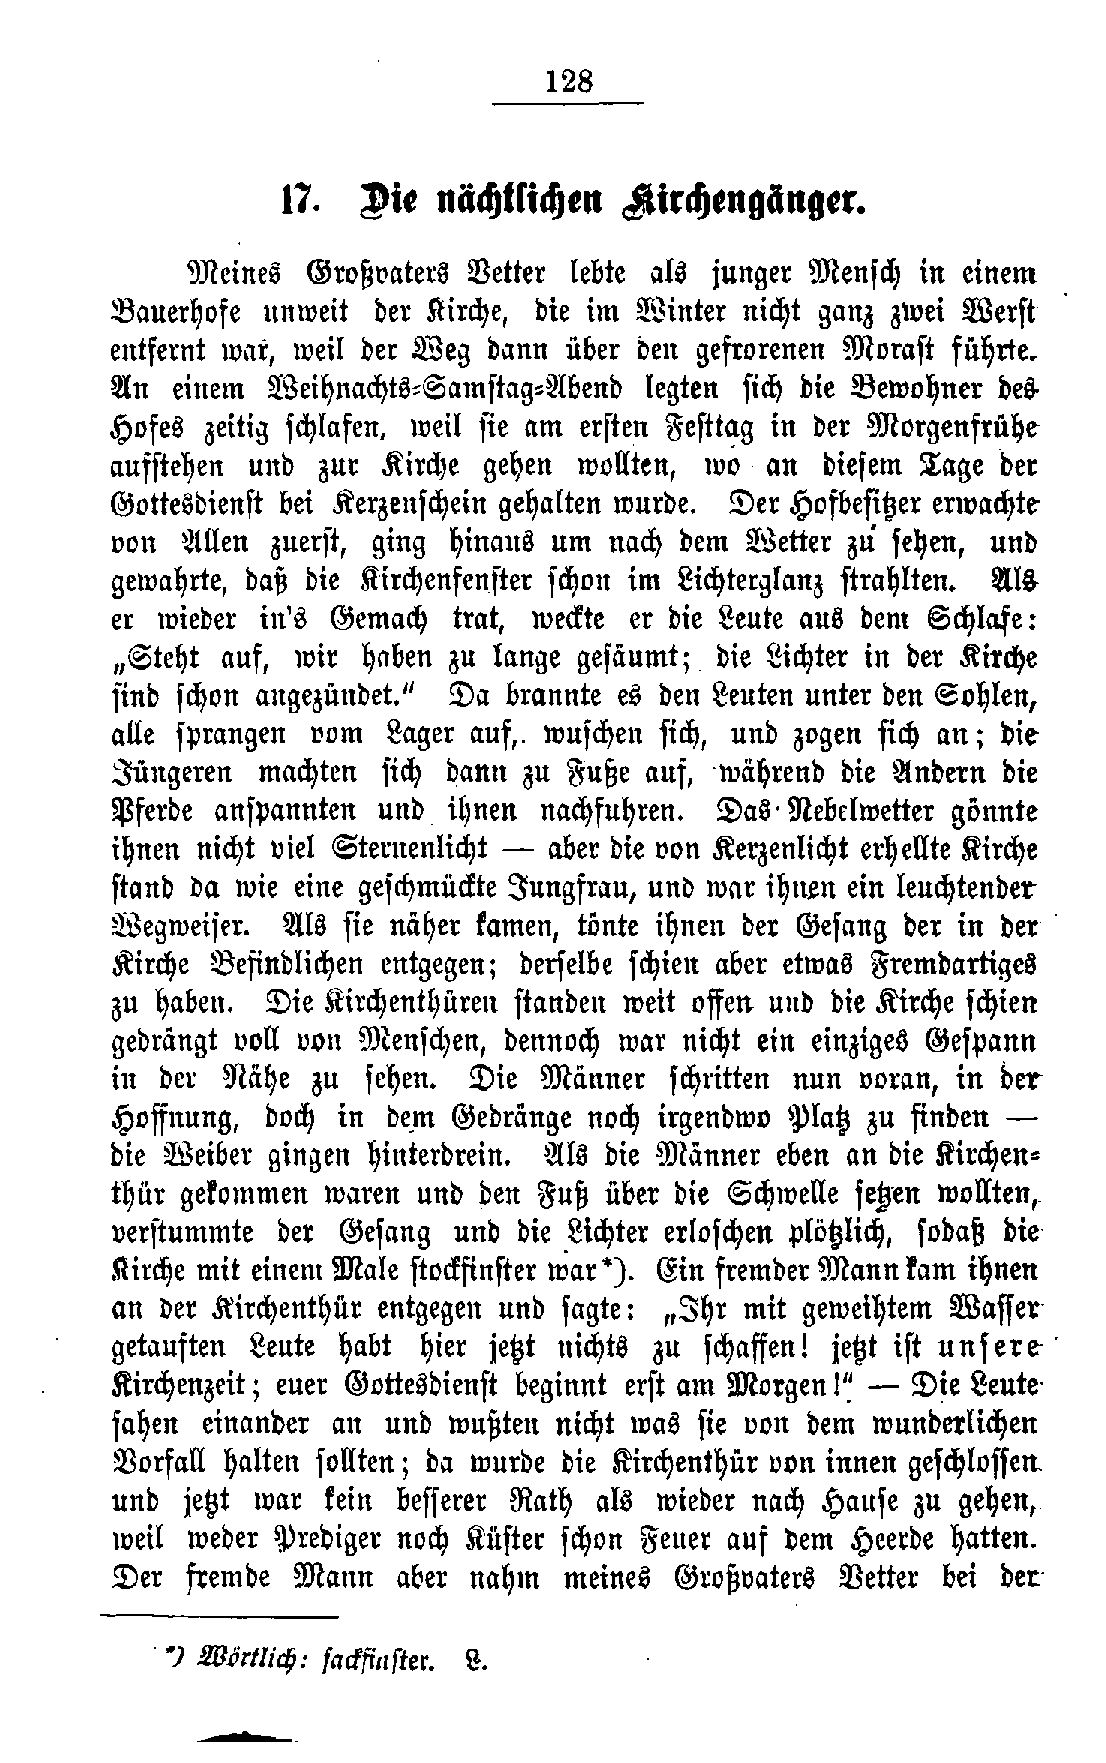 128
17. Die nächtlichen Kirchengänger.
Meines Großvaters Vetter lebte als junger Mensch in einem
Bauerhofe unweit der Kirche, die im Winter nicht ganz zwei Werst
entfernt war, weil der Weg dann über den gefrorenen Morast führte.
An einem Weihnachts-Samstag-Abend legten sich die Bewohner des
Hofes zeitig schlafen, weil sie am ersten Festtag in der Morgenfrühe
aufstehen und zur Kirche gehen wollten, wo an diesem Tage der
Gottesdienst bei Kerzenschein gehalten wurde. Der Hofbesitzer erwachte
von Allen zuerst, ging hinaus um nach dem Wetter zu sehen, und
gewahrte, daß die Kirchenfenster schon im Lichterglanz strahlten. Als
er wieder in's Gemach trat, weckte er die Leute aus dem Schlafe:
„Steht auf, wir haben zu lange gesäumt; die Lichter in der Kirche
sind schon angezündet.“ Da brannte es den Leuten unter den Sohlen,
alle sprangen vom Lager auf, wuschen sich, und zogen sich an; die
Jüngeren machten sich dann zu Fuße auf, während die Andern die
Pferde anspannten und ihnen nachfuhren. Das Nebelwetter gönnte
ihnen nicht viel Sternenlicht — aber die von Kerzenlicht erhellte Kirche
stand da wie eine geschmückte Jungfrau, und war ihnen ein leuchtender
Wegweiser. Als sie näher kamen, tönte ihnen der Gesang der in der
Kirche Befindlichen entgegen; derselbe schien aber etwas Fremdartiges
zu haben. Die Kirchenthüren standen weit offen und die Kirche schien
gedrängt voll von Menschen, dennoch war nicht ein einziges Gespann
in der Nähe zu sehen. Die Männer schritten nun voran, in der
Hoffnung, doch in dem Gedränge noch irgendwo Platz zu finden —
die Weiber gingen hinterdrein. Als die Männer eben an die Kirchen-
thür gekommen waren und den Fuß über die Schwelle setzen wollten,
verstummte der Gesang und die Lichter erloschen plötzlich, sodaß die
Kirche mit einem Male stockfinster war*). Ein fremder Mann kam ihnen
an der Kirchenthür entgegen und sagte: „Ihr mit geweihtem Wasser
getauften Leute habt hier jetzt nichts zu schaffen! jetzt ist unsere
Kirchenzeit; euer Gottesdienst beginnt erst am Morgen!“ — Die Leute
sahen einander an und wußten nicht was sie von dem wunderlichen
Vorfall halten sollten; da wurde die Kirchenthür von innen geschlossen
und jetzt war kein besserer Rath als wieder nach Hause zu gehen,
weil weder Prediger noch Küster schon Feuer auf dem Heerde hatten.
Der fremde Mann aber nahm meines Großvaters Vetter bei der
*) Wörtlich: sackfinster. L.